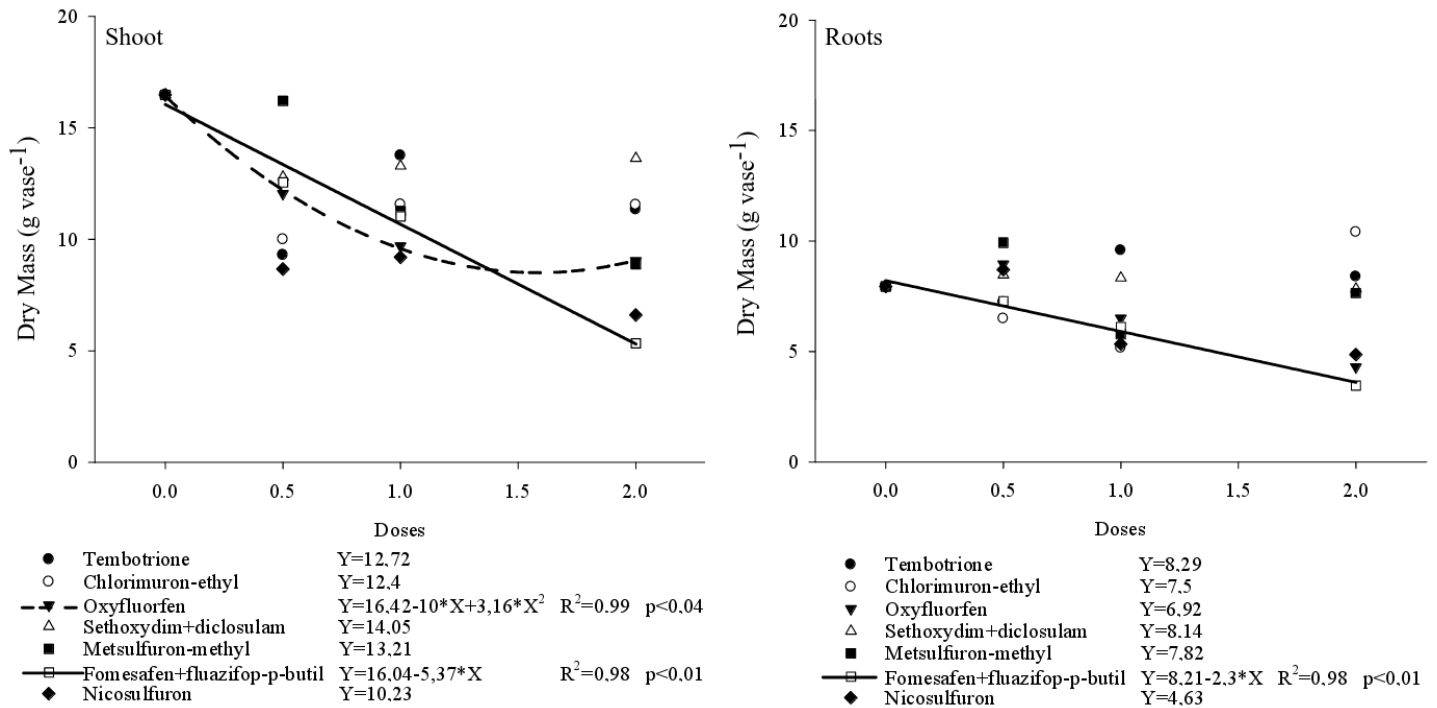 Shoot
Dry Mass (g vase-1)
20
15
10
5
0
0.0 0.5 1.0 1.5 2.0
Doses
Tembotrione Y=12,72
Chlorimuron-ethyl Y=12,4
Oxyfluorfen Y=16,42-10*X+3,16*X2 R2=0.99 p<0.04
Sethoxydim+diclosulam Y=14,05
Metsulfuron-methyl Y=13,21
Fomesafen+fluazifop-p-butil Y=16,04-5,37*X R2=0,98 p<0,01
Nicosulfuron Y=10,23
Roots
Dry Mass (g vase-1)
20
15
10
5
0
0,0 0,5 1,0 1,5 2,0
Doses
Tembotrione Y=8,29
Chlorimuron-ethyl Y=7,5
Oxyfluorfen Y=6,92
Sethoxydim+diclosulam Y=8.14
Metsulfuron-methyl Y=7,82
Fomesafen+fluazifop-p-butil Y=8,21-2,3*X R2=0,98 p<0,01
Nicosulfuron Y=4,63